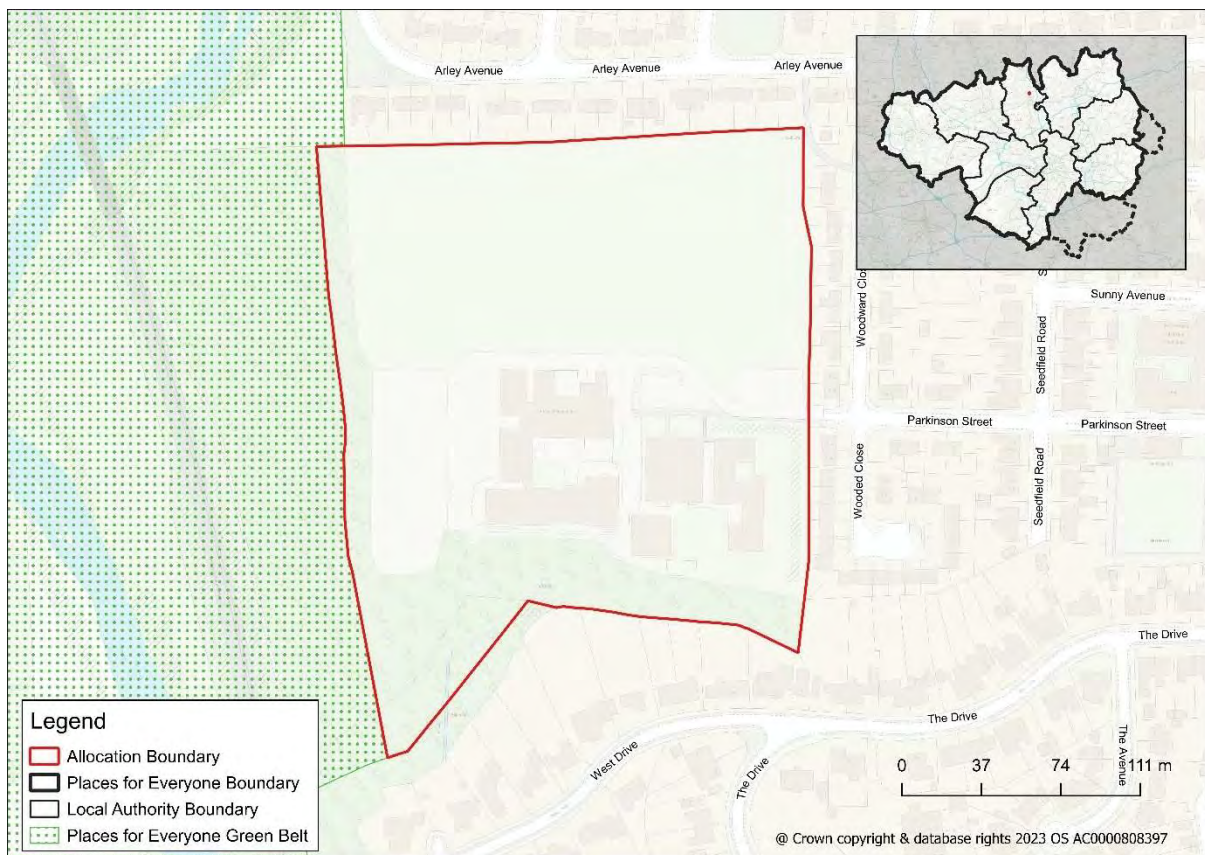 Arley Avenue
Arley Avenue
Arley Avenue
Sunny Avenue
Woodward Clos
Seedfield Road
Parkinson Street
Parkinson Street
Wooded Close
Seedfield Road
The Drive
The Drive
West Drive
The Drive
The Avenue
Legend
Allocation Boundary
Places for Everyone Boundary
Local Authority Boundary
Places for Everyone Green Belt
0 37 74 111 m
@ Crown copyright & database rights 2023 OS AC0000808397